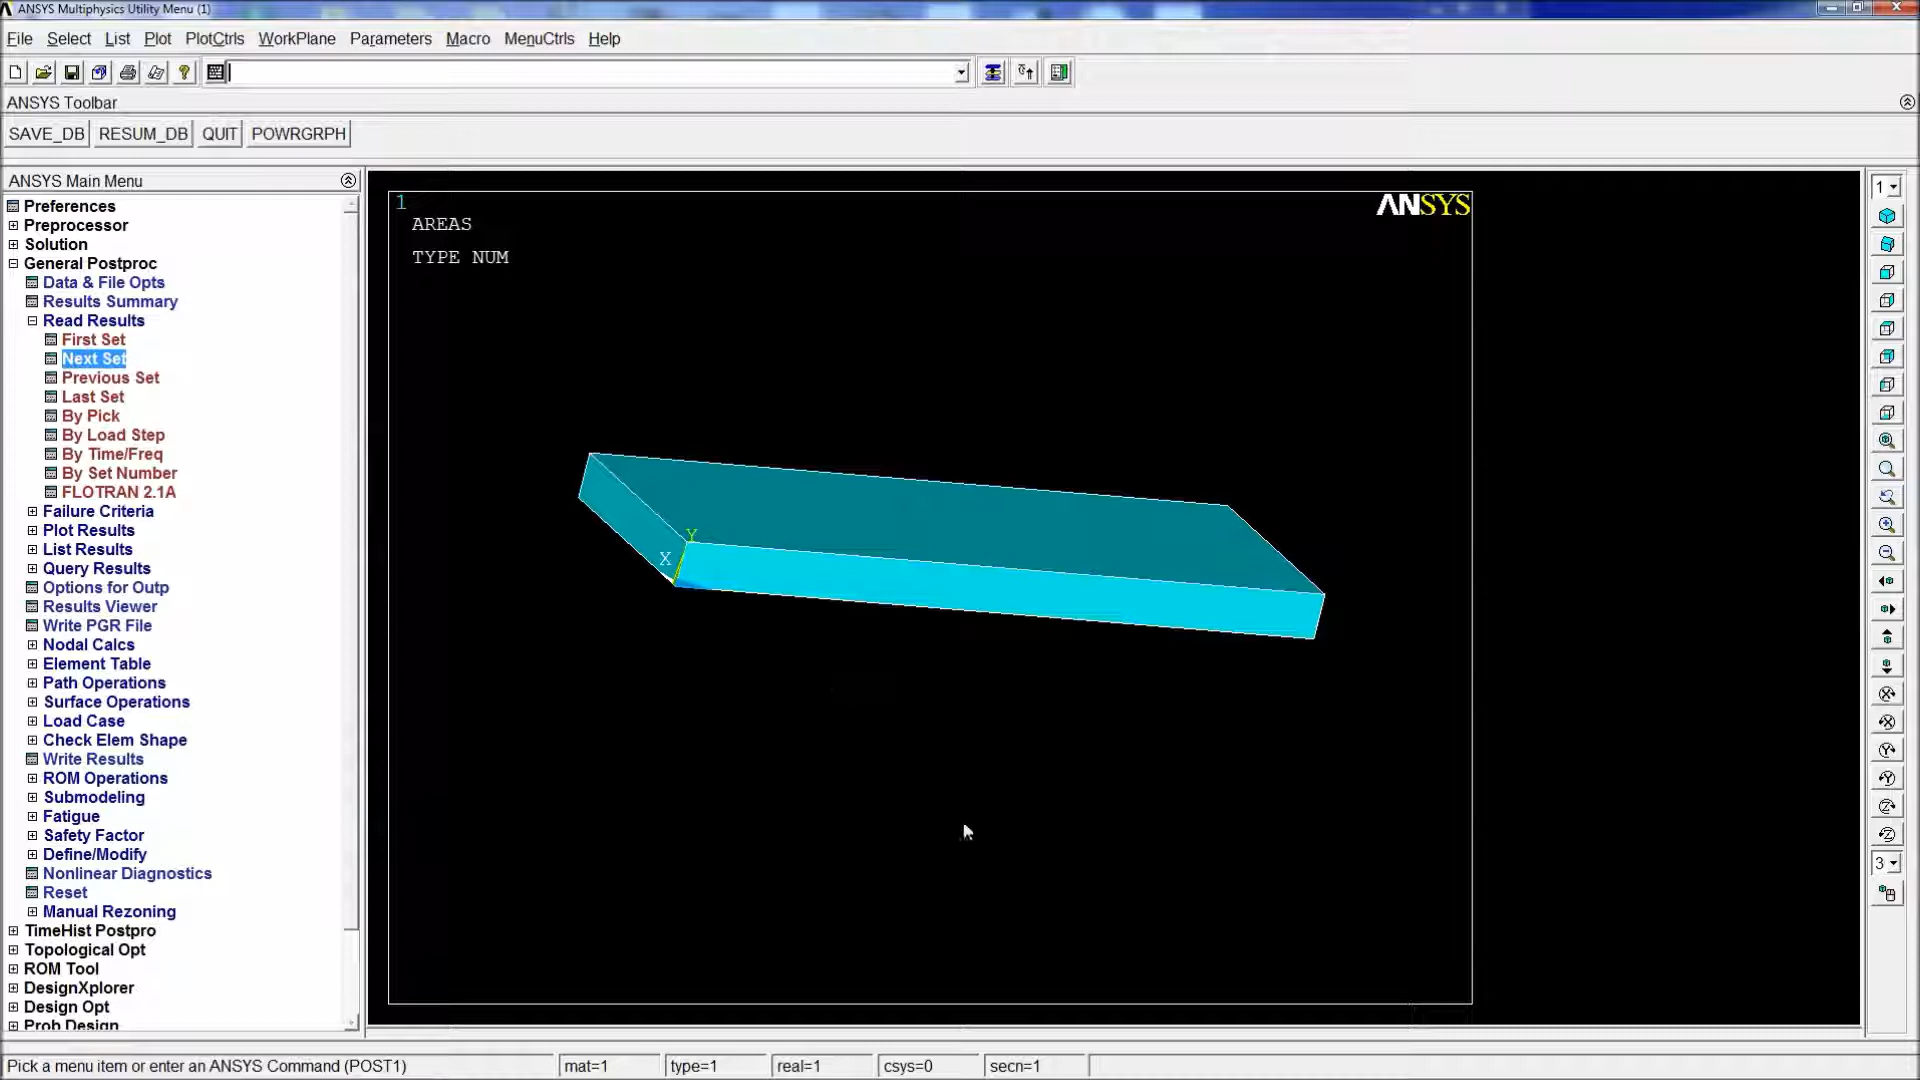 ANSYS Multiphysics Utility Menu (1)
File Select List Plot PlotCtrls WorkPlane Parameters Macro MenuCtrls Help
ANSYS Toolbar
SAVE_DB RESUM_DB QUIT POWRGRPH
ANSYS Main Menu
Preferences
Preprocessor
Solution
General Postproc
Data & File Opts
Results Summary
Read Results
First Set
Next Set
Previous Set
Last Set
By Pick
By Load Step
By Time/Freq
By Set Number
FLOTRAN 2.1A
Failure Criteria
Plot Results
List Results
Query Results
Options for Outp
Results Viewer
Write PGR File
Nodal Calcs
Element Table
Path Operations
Surface Operations
Load Case
Check Elem Shape
Write Results
ROM Operations
Submodeling
Fatigue
Safety Factor
Define/Modify
Nonlinear Diagnostics
Reset
Manual Rezoning
TimeHist Postpro
Topological Opt
ROM Tool
DesignXplorer
Design Opt
Prob Design
1
AREAS
TYPE NUM
ANSYS
Y
X
1
3
Pick a menu item or enter an ANSYS Command (POST1) mat=1 type=1 real=1 csys=0 secn=1